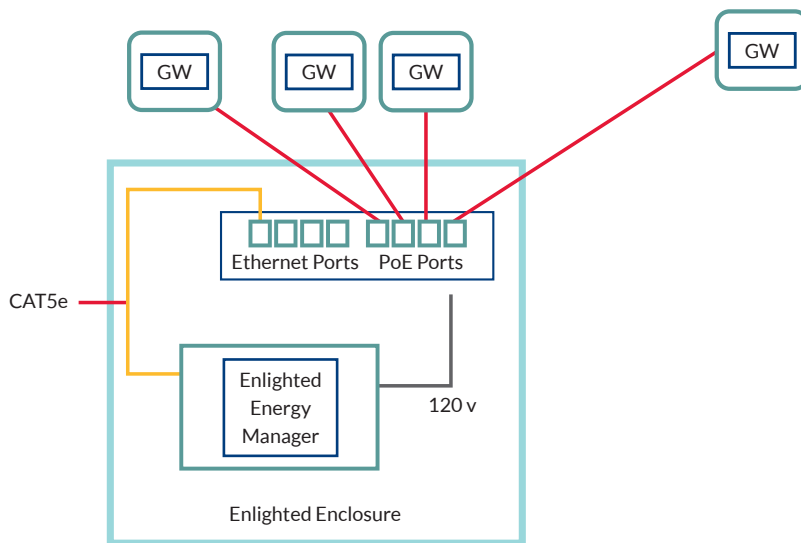 GW
GW
GW
GW
Ethernet Ports
PoE Ports
CAT5e
Enlighted
Energy
Manager
120 v
Enlighted Enclosure